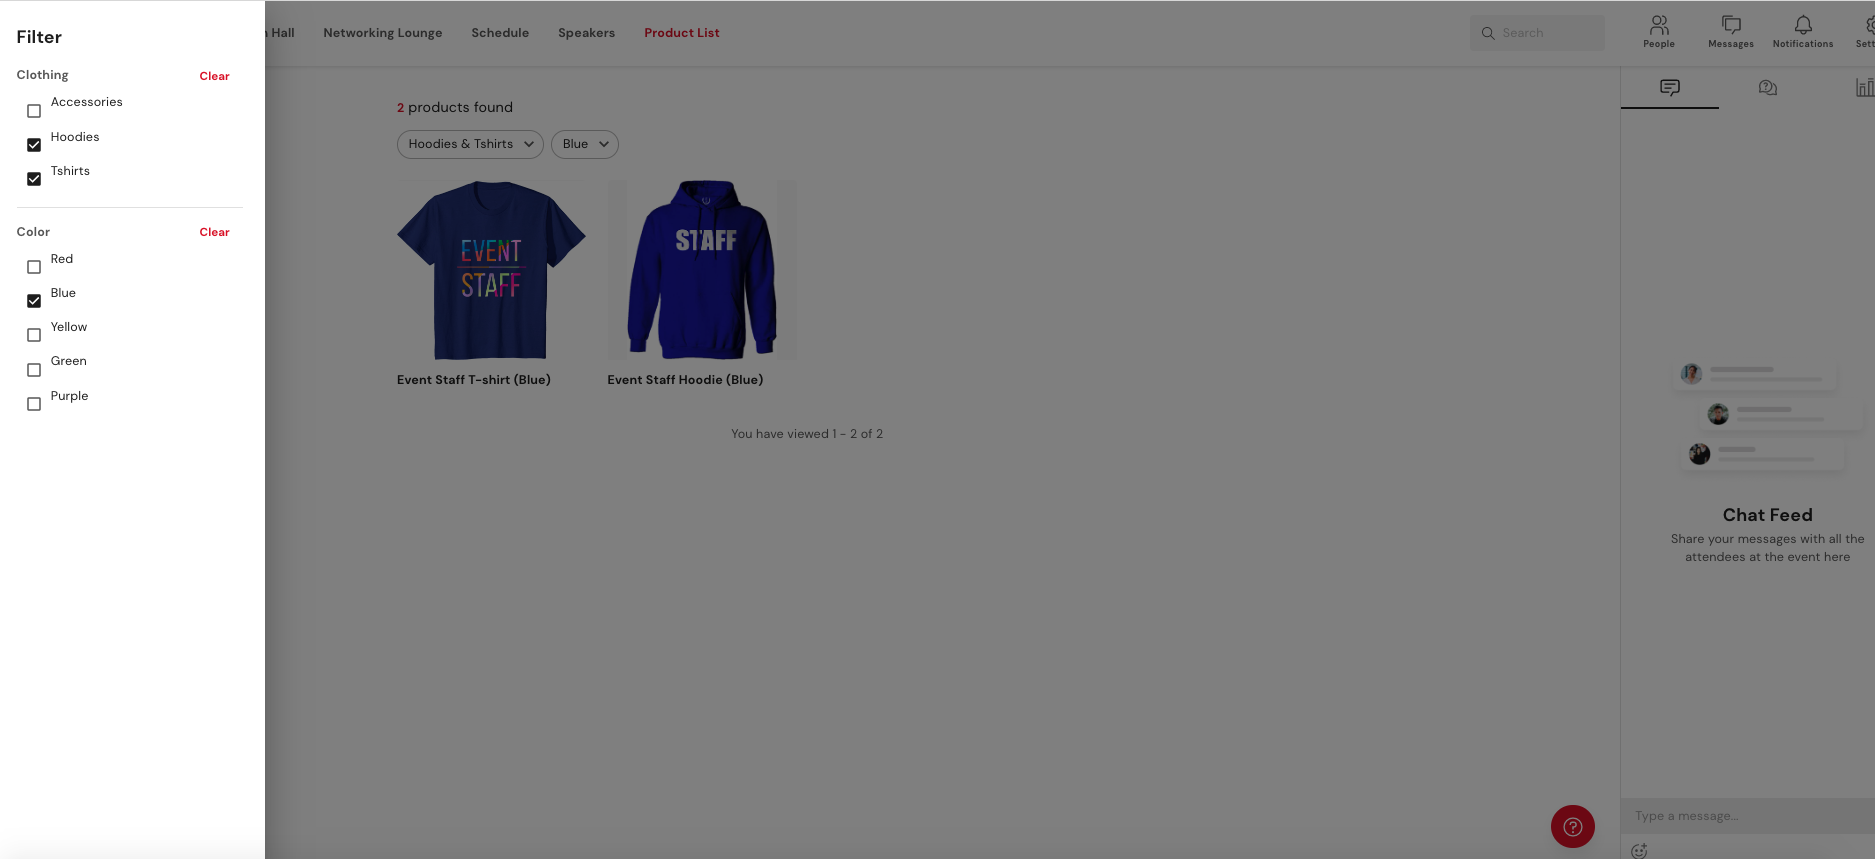 Filter
Clothing Clear
Accessories
Hoodies
Tshirts
Color Clear
Red
Blue
Yellow
Green
Purple
Hall Networking Lounge Schedule Speakers Product List
Search
People Messages Notifications
2 products found
Hoodies & Tshirts Blue
EVENT
STAFF
STAFF
Event Staff T-shirt (Blue) Event Staff Hoodie (Blue)
You have viewed 1 - 2 of 2
Chat Feed
Share your messages with all the
attendees at the event here
Type a message...